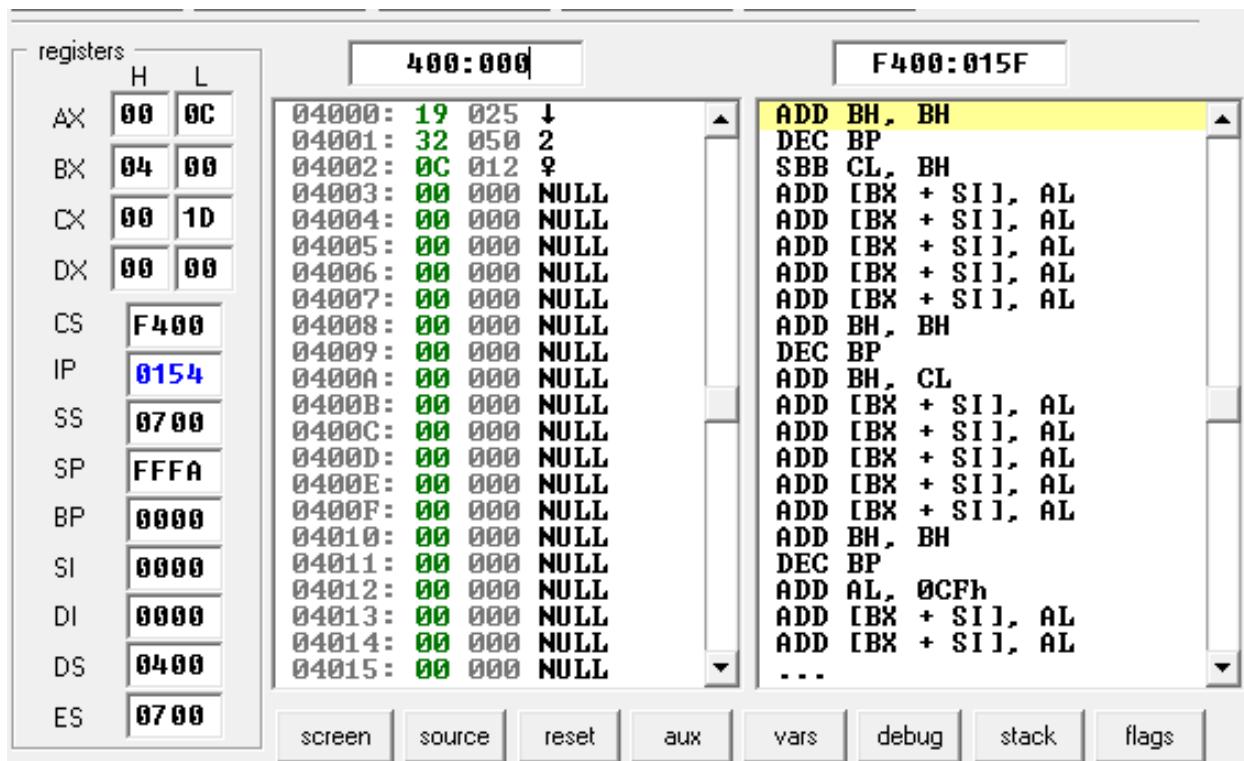 registers
H L
AX 00 0C
BX 04 00
CX 00 1D
DX 00 00
CS F400
IP 0154
SS 0700
SP FFFA
BP 0000
SI 0000
DI 0000
DS 0400
ES 0700
400:000
04000: 19 025 ↓
04001: 32 050 2
04002: 0C 012 ♀
04003: 00 000 NULL
04004: 00 000 NULL
04005: 00 000 NULL
04006: 00 000 NULL
04007: 00 000 NULL
04008: 00 000 NULL
04009: 00 000 NULL
0400A: 00 000 NULL
0400B: 00 000 NULL
0400C: 00 000 NULL
0400D: 00 000 NULL
0400E: 00 000 NULL
0400F: 00 000 NULL
04010: 00 000 NULL
04011: 00 000 NULL
04012: 00 000 NULL
04013: 00 000 NULL
04014: 00 000 NULL
04015: 00 000 NULL
F400:015F
ADD BH, BH
DEC BP
SBB CL, BH
ADD [BX + SI], AL
ADD [BX + SI], AL
ADD [BX + SI], AL
ADD [BX + SI], AL
ADD [BX + SI], AL
ADD BH, BH
DEC BP
ADD BH, CL
ADD [BX + SI], AL
ADD [BX + SI], AL
ADD [BX + SI], AL
ADD [BX + SI], AL
ADD [BX + SI], AL
ADD BH, BH
DEC BP
ADD AL, 0CFh
ADD [BX + SI], AL
ADD [BX + SI], AL
...
screen source reset aux vars debug stack flags